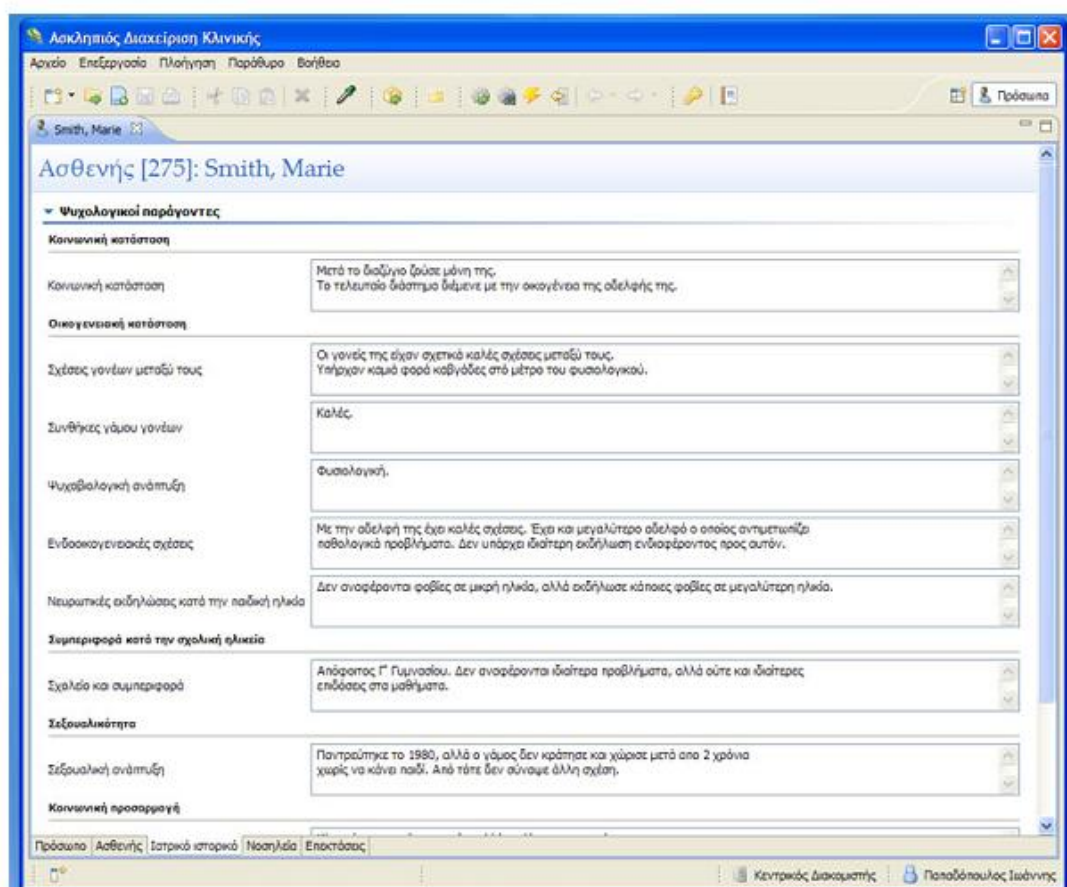 Ασκληπιός Διαχείριση Κλινικής
Αρχείο Επεξεργασία Πλοήγηση Παράθυρο Βοήθεια
Πρόσωπα
Smith, Marie
Ασθενής [275]: Smith, Marie
Ψυχολογικοί παράγοντες
Κοινωνική κατάσταση
Κοινωνική κατάσταση
Μετά το διαζύγιο ζούσε μόνη της.
Το τελευταίο διάστημα διέμενε με την οικογένεια της αδελφής της.
Οικογενειακή κατάσταση
Σχέσεις γονέων μεταξύ τους
Οι γονείς της είχαν σχετικά καλές σχέσεις μεταξύ τους.
Υπήρχαν καμιά φορά καβγάδες στό μέτρο του φυσιολογικού.
Συνθήκες γάμου γονέων
Καλές.
Ψυχοβιολογική ανάπτυξη
Φυσιολογική.
Ενδοοικογενειακές σχέσεις
Με την αδελφή της έχει καλές σχέσεις. Έχει και μεγαλύτερο αδελφό ο οποίος αντιμετωπίζει
παθολογικά προβλήματα. Δεν υπάρχει ιδιαίτερη εκδήλωση ενδιαφέροντος προς αυτόν.
Νευρωτικές εκδηλώσεις κατά την παιδική ηλικία
Δεν αναφέρονται φοβίες σε μικρή ηλικία, αλλά εκδήλωσε κάποιες φοβίες σε μεγαλύτερη ηλικία.
Συμπεριφορά κατά την σχολική ηλικεία
Σχολείο και συμπεριφορά
Απόφοιτος Γ' Γυμνασίου. Δεν αναφέρονται ιδιαίτερα προβλήματα, αλλά ούτε και ιδιαίτερες
επιδόσεις στα μαθήματα.
Σεξουαλικότητα
Σεξουαλική ανάπτυξη
Παντρεύτηκε το 1980, αλλά ο γάμος δεν κράτησε και χώρισε μετά απο 2 χρόνια
χωρίς να κάνει παιδί. Από τότε δεν σύναψε άλλη σχέση.
Κοινωνική προσαρμογή
Πρόσωπο Ασθενής Ιατρικό ιστορικό Νοσηλεία Επεκτάσεις
Κεντρικός Διακομιστής Παπαδόπουλος Ιωάννης